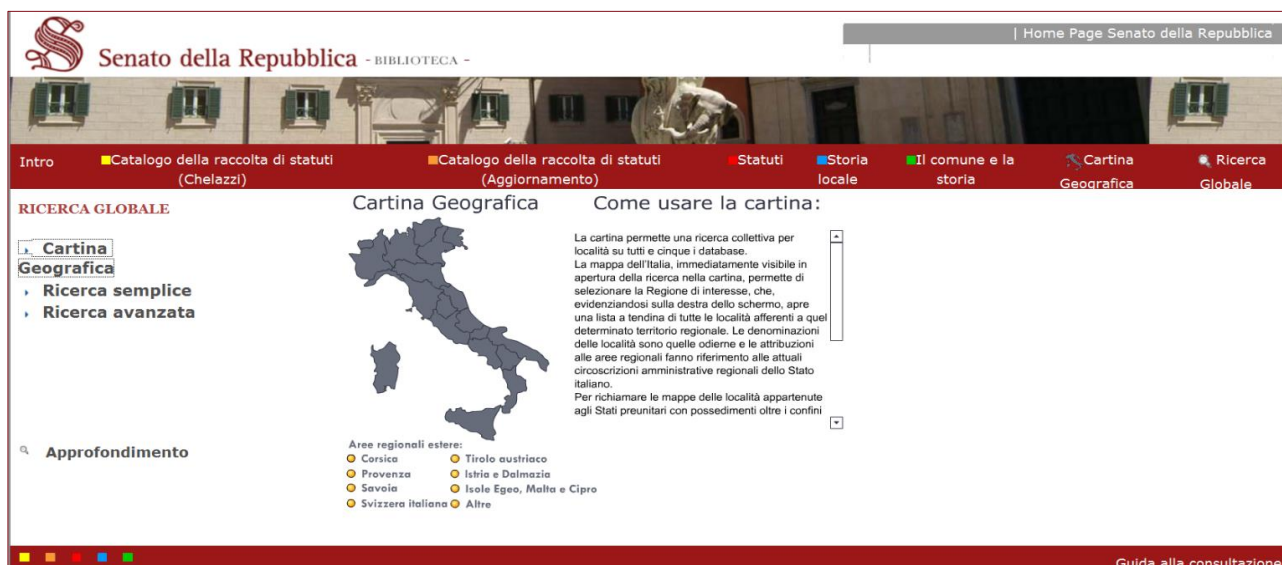 Senato della Repubblica - BIBLIOTECA -
| Home Page Senato della Repubblica
Intro
Catalogo della raccolta di statuti
(Chelazzi)
Catalogo della raccolta di statuti
(Aggiornamento)
Statuti
Storia
locale
Il comune e la
storia
Cartina
Geografica
Ricerca
Globale
RICERCA GLOBALE
Cartina
Geografica
Ricerca semplice
Ricerca avanzata
Approfondimento
Cartina Geografica
Come usare la cartina:
La cartina permette una ricerca collettiva per
località su tutti e cinque i database.
La mappa dell'Italia, immediatamente visibile in
apertura della ricerca nella cartina, permette di
selezionare la Regione di interesse, che,
evidenziandosi sulla destra dello schermo, apre
una lista a tendina di tutte le località afferenti a quel
determinato territorio regionale. Le denominazioni
delle località sono quelle odierne e le attribuzioni
alle aree regionali fanno riferimento alle attuali
circoscrizioni amministrative regionali dello Stato
italiano.
Per richiamare le mappe delle località appartenute
agli Stati preunitari con possedimenti oltre i confini
Aree regionali estere:
Corsica
Tirolo austriaco
Provenza
Istria e Dalmazia
Savoia
Isole Egeo, Malta e Cipro
Svizzera italiana
Altre
Guida alla consultazione